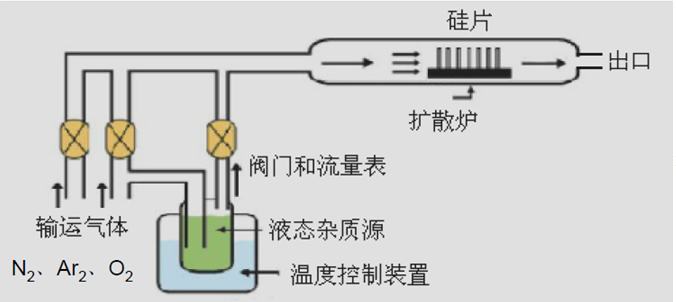 硅片
出口
扩散炉
阀门和流量表
输运气体
液态杂质源
N₂、Ar₂、O₂
温度控制装置